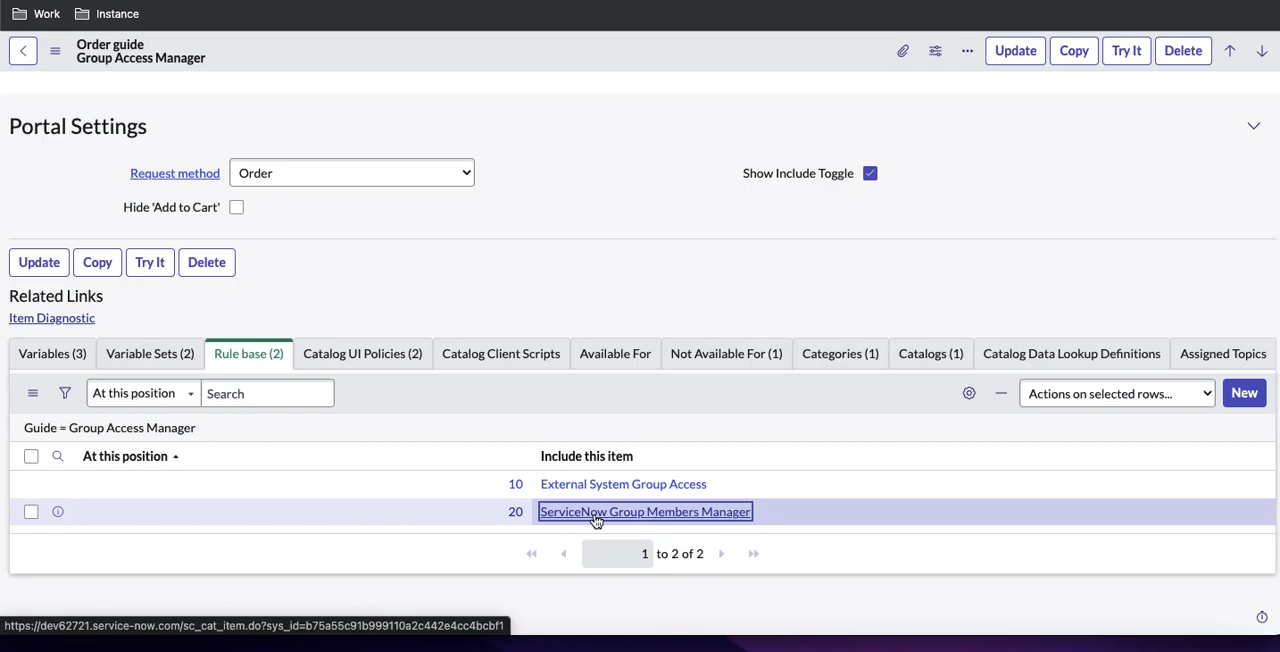 Work Instance
Order guide
Group Access Manager
Update Copy Try It Delete
Portal Settings
Request method Order Show Include Toggle
Hide 'Add to Cart'
Update Copy Try It Delete
Related Links
Item Diagnostic
Variables (3) Variable Sets (2) Rule base (2) Catalog UI Policies (2) Catalog Client Scripts Available For Not Available For (1) Categories (1) Catalogs (1) Catalog Data Lookup Definitions Assigned Topics
At this position Search Actions on selected rows... New
Guide = Group Access Manager
At this position Include this item
10 External System Group Access
20 ServiceNow Group Members Manager
1 to 2 of 2
https://dev62721.service-now.com/sc_cat_item.do?sys_id=b75a55c91b999110a2c442e4cc4bcbf1